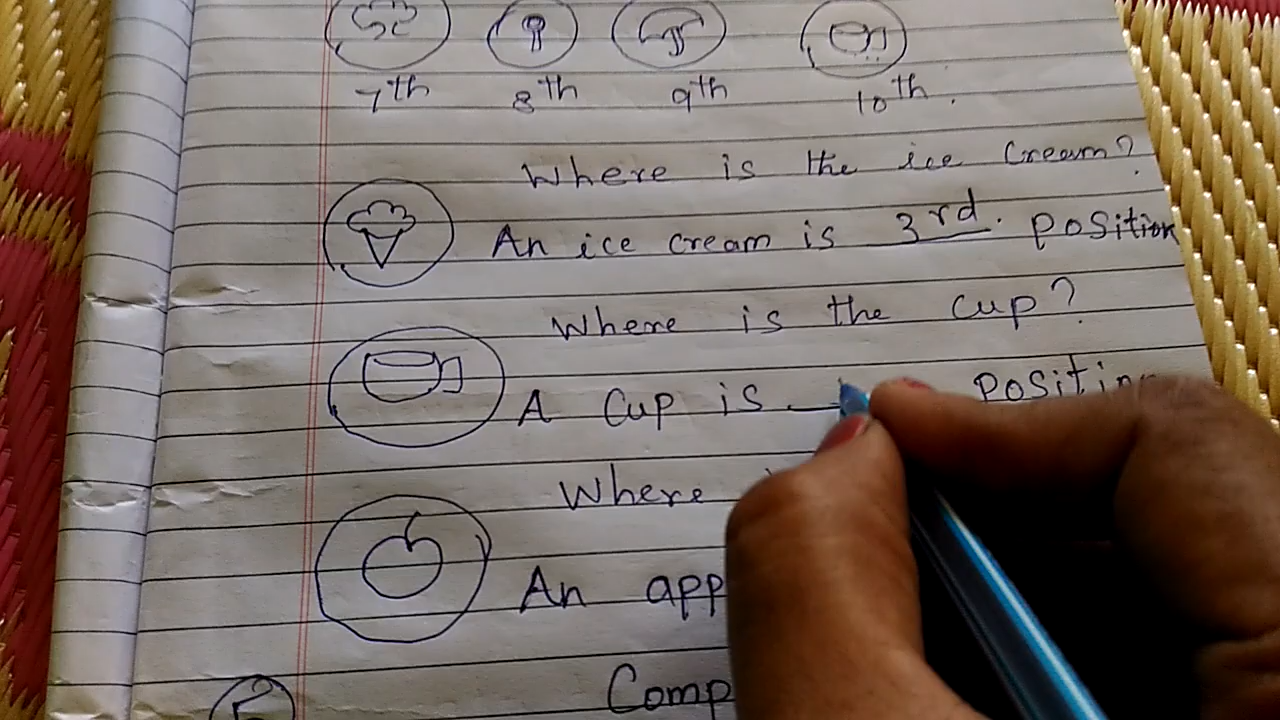 7th 8th 9th 10th.
Where is the ice cream?
An ice cream is 3rd. position
Where is the cup?
A cup is position
Where
An app
Comp